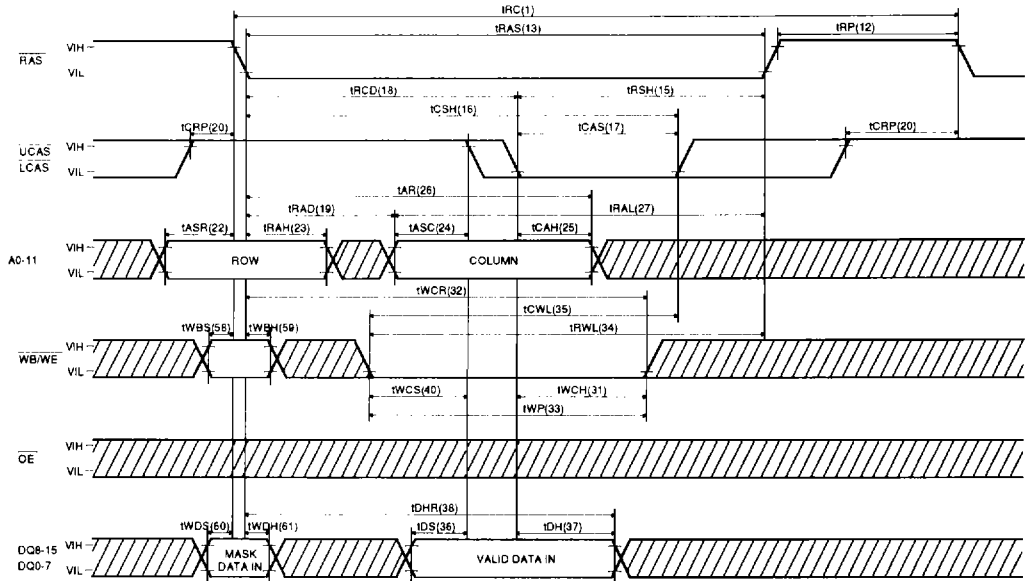 tRC(1)
tRAS(13)
tRP(12)
VIH
RAS
VIL
tRCD(18)
tRSH(15)
tCSH(16)
tCRP(20)
tCAS(17)
tCRP(20)
VIH
UCAS
LCAS
VIL
tAR(26)
tRAD(19)
tRAL(27)
tASR(22)
tRAH(23)
tASC(24)
tCAH(25)
VIH
A0-11
ROW
COLUMN
VIL
tWCR(32)
tCWL(35)
tWBS(58)
tWBH(59)
tRWL(34)
VIH
WB/WE
VIL
tWCS(40)
tWCH(31)
tWP(33)
VIH
OE
VIL
tDHR(38)
tWDS(60)
tWDH(61)
tDS(36)
tDH(37)
DQ8-15
VIH
MASK
DATA IN
VALID DATA IN
DQ0-7
VIL